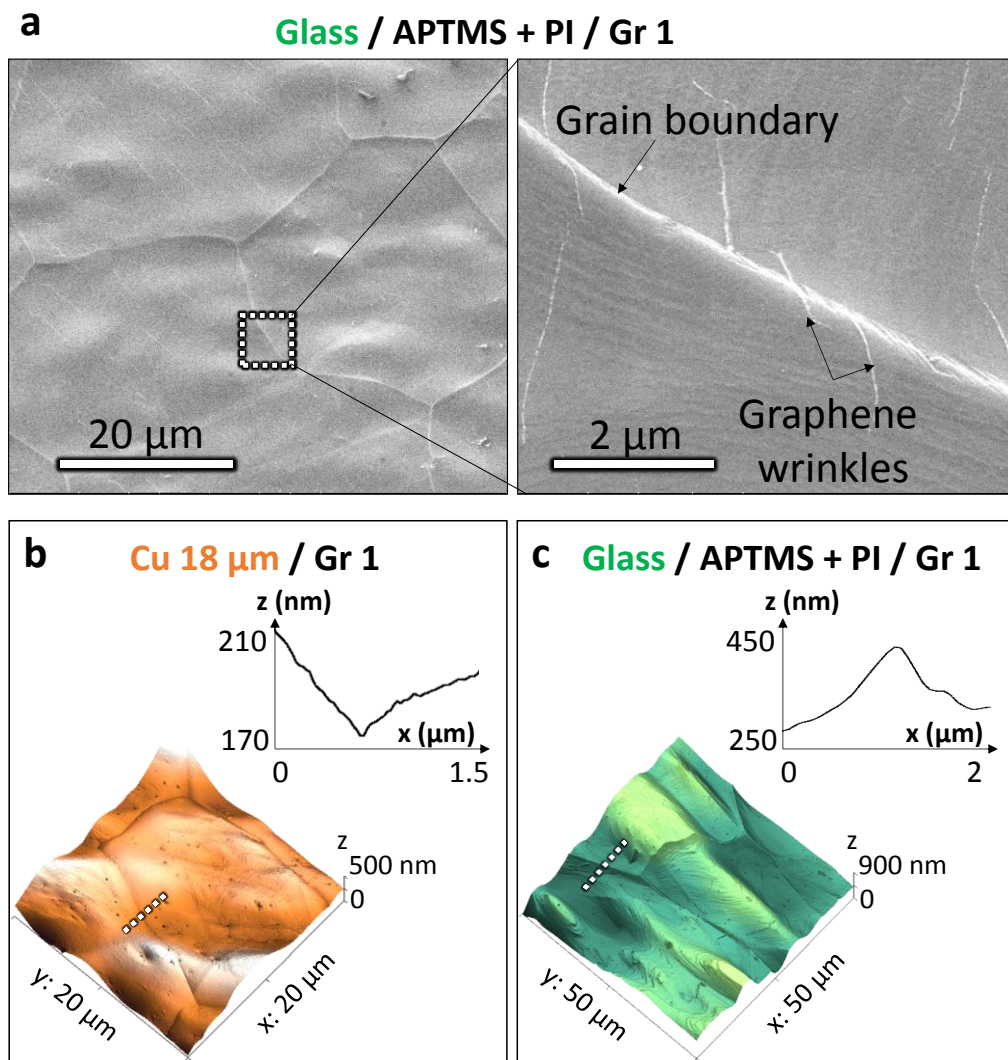 a
Glass / APTMS + PI / Gr 1
20 µm
Grain boundary
Graphene
wrinkles
2 µm
b
Cu 18 µm / Gr 1
z (nm)
210
170
x (µm)
0
1.5
z
500 nm
0
y: 20 µm
x: 20 µm
c
Glass / APTMS + PI / Gr 1
z (nm)
450
250
x (µm)
0
2
z
900 nm
0
y: 50 µm
x: 50 µm